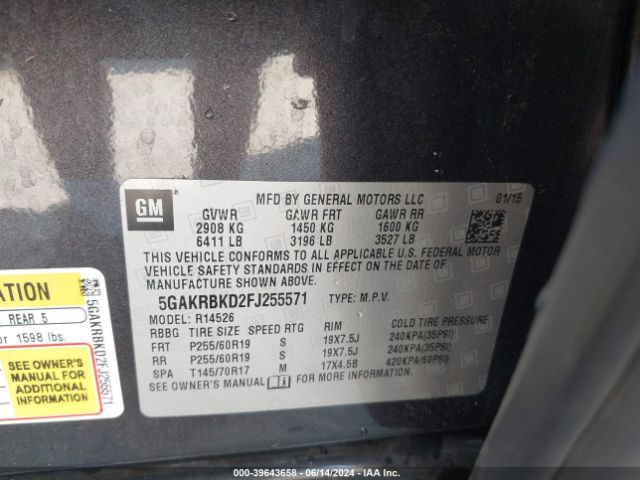 GM
MFD BY GENERAL MOTORS LLC 01/15
GVWR GAWR FRT GAWR RR
2908 KG 1450 KG 1600 KG
6411 LB 3196 LB 3527 LB
THIS VEHICLE CONFORMS TO ALL APPLICABLE U.S. FEDERAL MOTOR
VEHICLE SAFETY STANDARDS IN EFFECT ON THE DATE OF
MANUFACTURE SHOWN ABOVE.
5GAKRBKD2FJ255571 TYPE: M.P.V.
MODEL: R14526
RBBG TIRE SIZE SPEED RTG RIM COLD TIRE PRESSURE
FRT P255/60R19 S 19X7.5J 240KPA(35PSI)
RR P255/60R19 S 19X7.5J 240KPA(35PSI)
SPA T145/70R17 M 17X4.5B 420KPA(60PSI)
SEE OWNER'S MANUAL FOR MORE INFORMATION
ATION
REAR 5
or 1598 lbs.
SEE OWNER'S
MANUAL FOR
ADDITIONAL
INFORMATION
5GAKRBKD2FJ255571
000-39643658 - 06/14/2024 - IAA Inc.